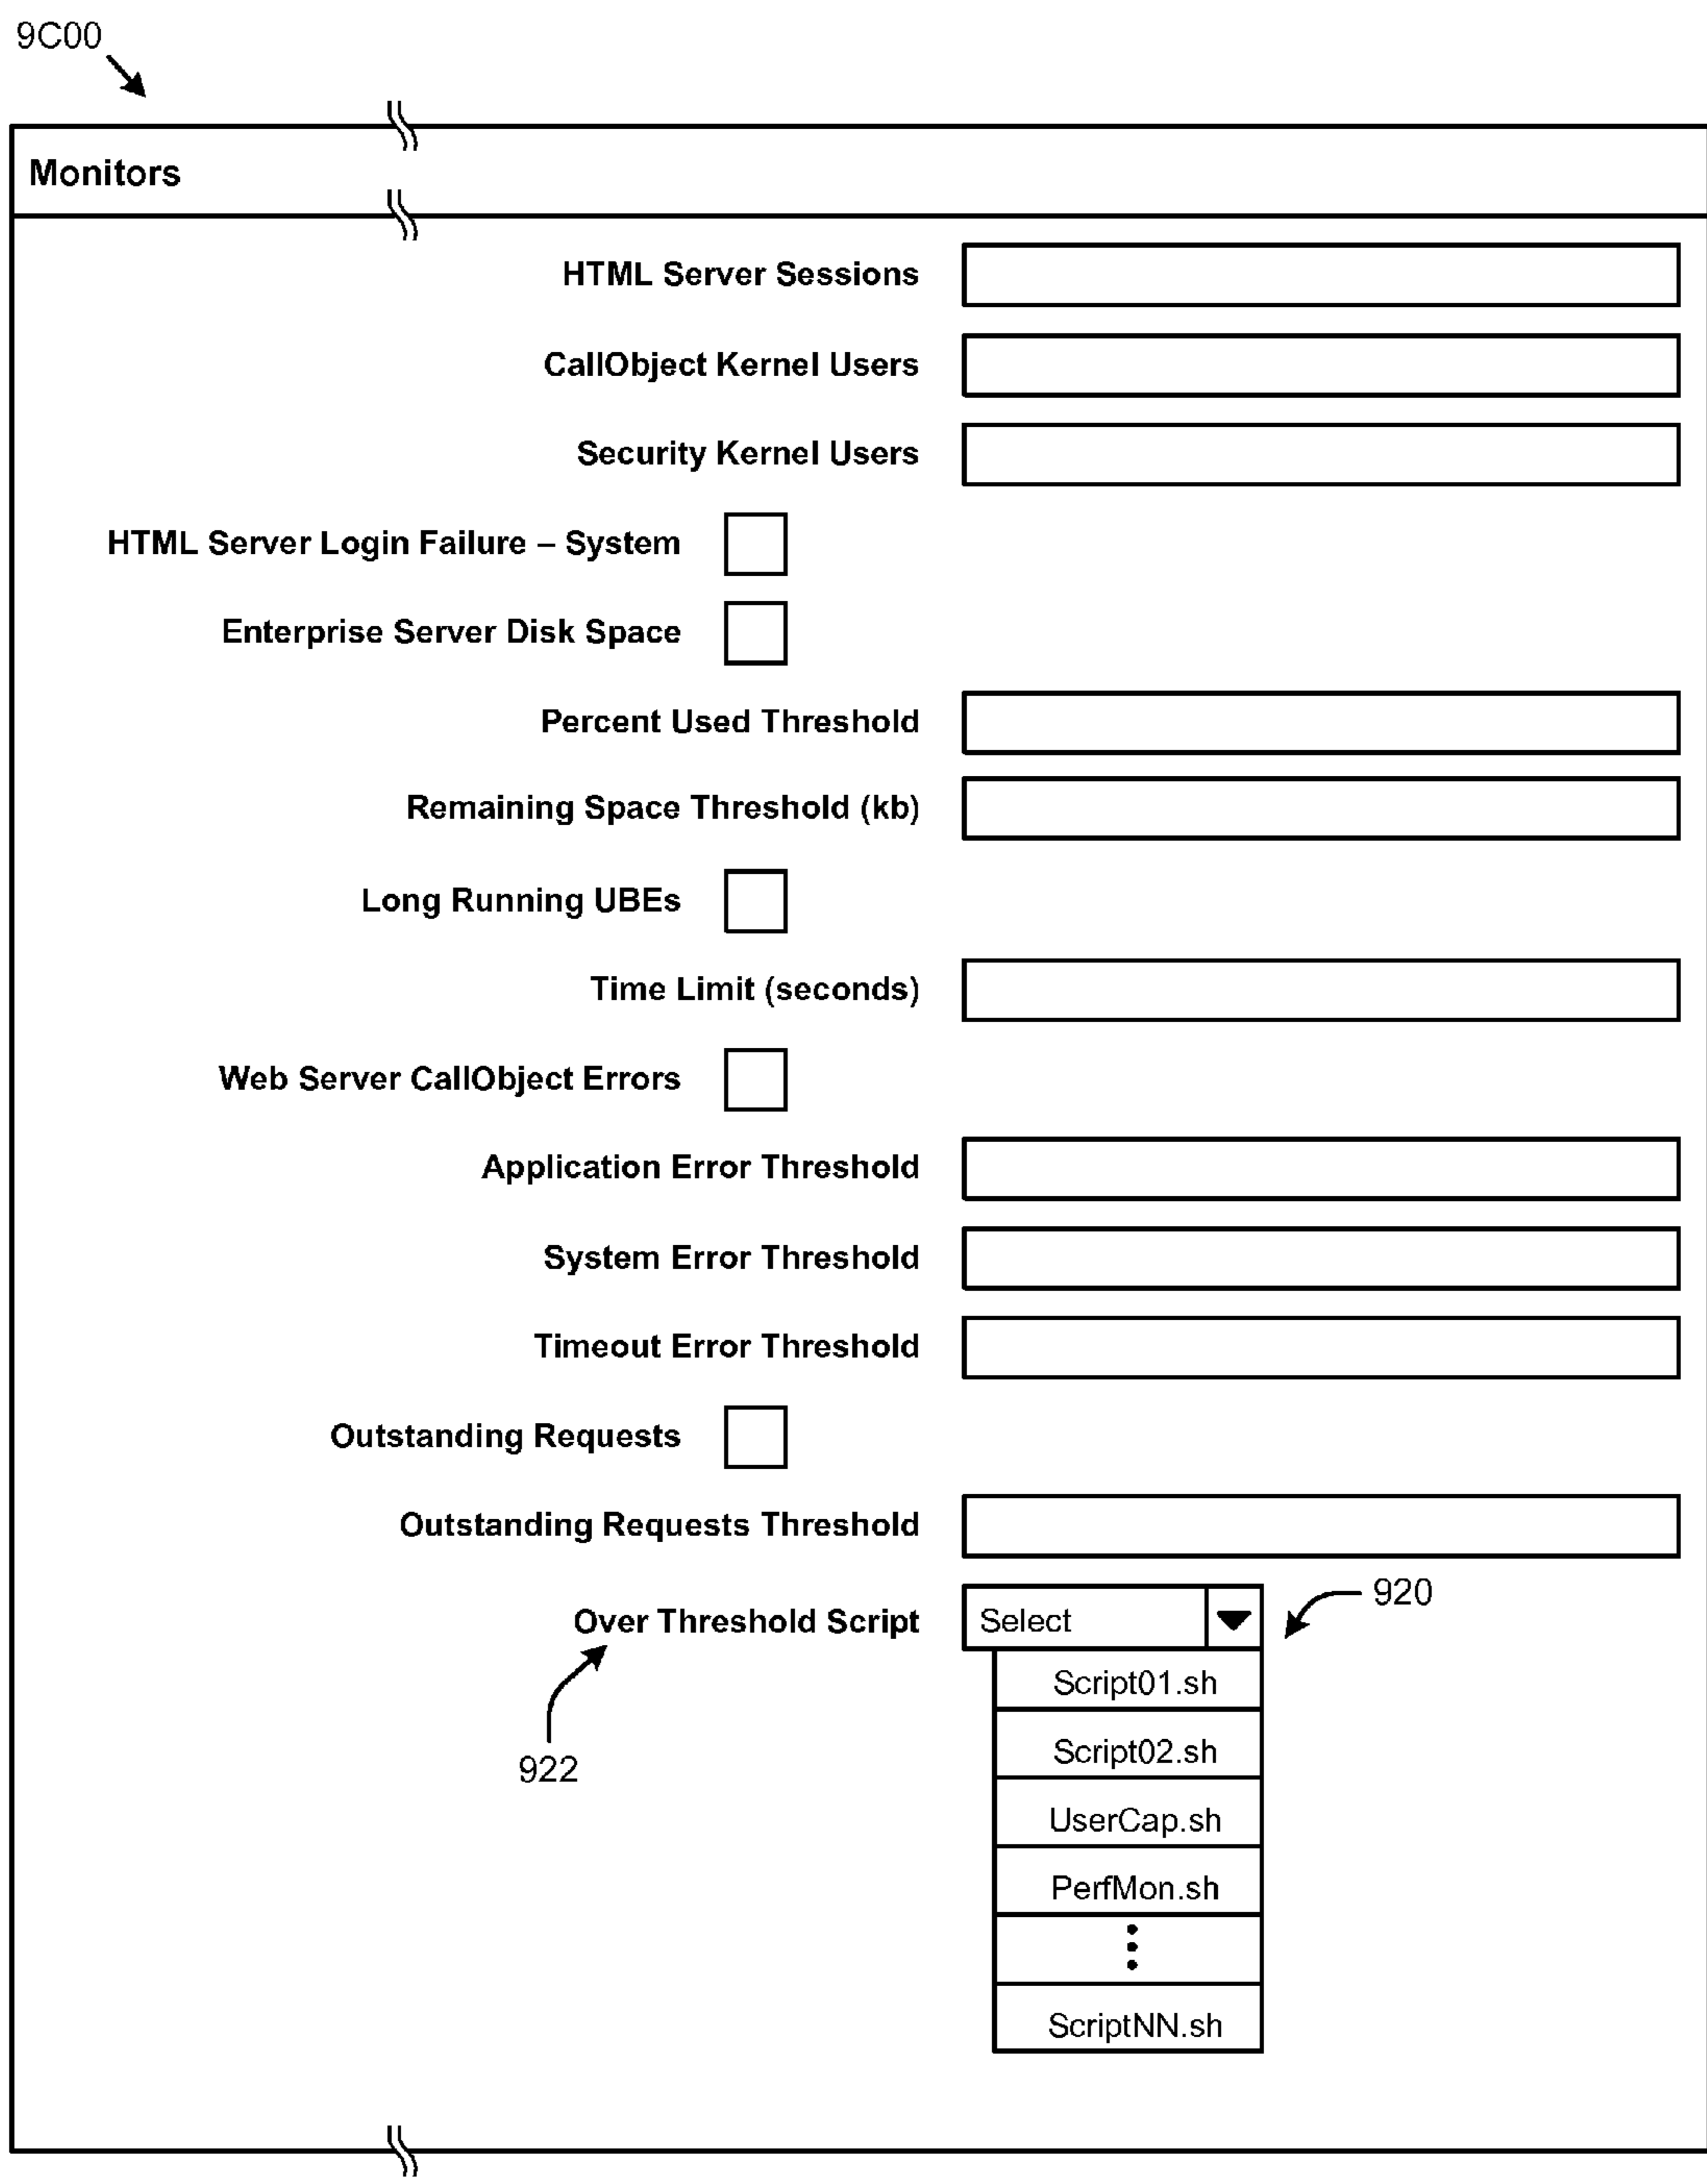 9C00
Monitors
HTML Server Sessions
CallObject Kernel Users
Security Kernel Users
HTML Server Login Failure – System
Enterprise Server Disk Space
Percent Used Threshold
Remaining Space Threshold (kb)
Long Running UBEs
Time Limit (seconds)
Web Server CallObject Errors
Application Error Threshold
System Error Threshold
Timeout Error Threshold
Outstanding Requests
Outstanding Requests Threshold
Over Threshold Script Select 920
Script01.sh
Script02.sh
922
UserCap.sh
PerfMon.sh
ScriptNN.sh